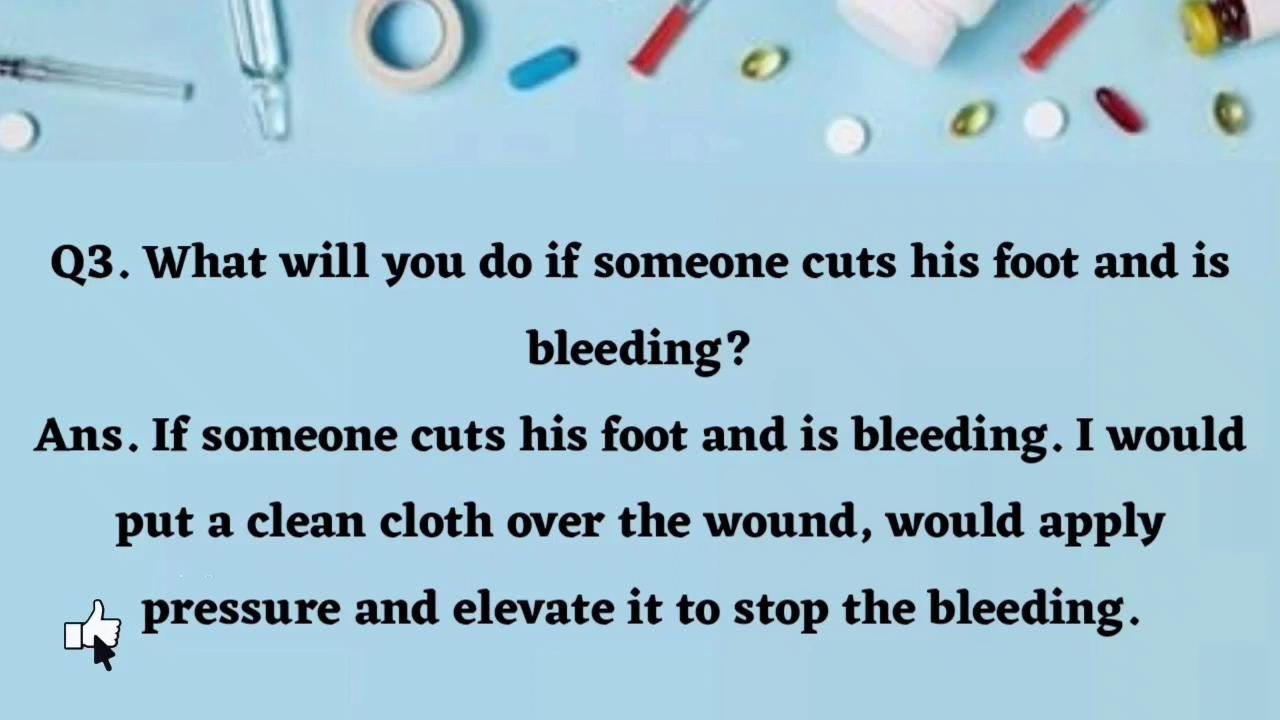 Q3. What will you do if someone cuts his foot and is
bleeding?
Ans. If someone cuts his foot and is bleeding. I would
put a clean cloth over the wound, would apply
pressure and elevate it to stop the bleeding.